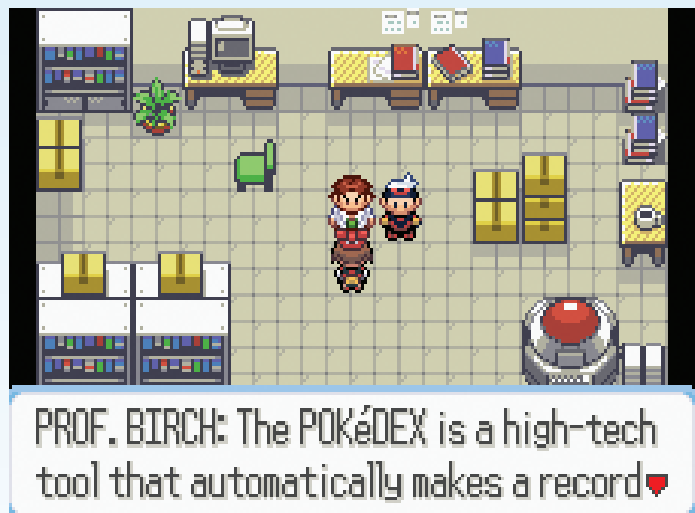 PROF. BIRCH: The POKéDEX is a high-tech
tool that automatically makes a record